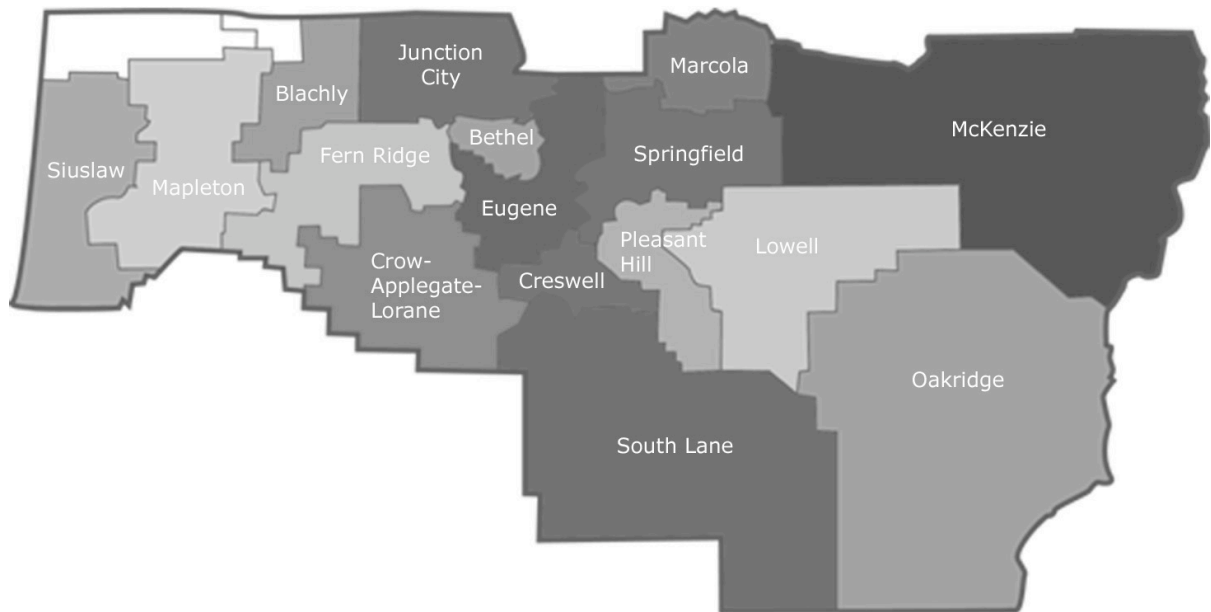 Junction
City
Marcola
Blachly
McKenzie
Bethel
Fern Ridge
Springfield
Siuslaw
Mapleton
Eugene
Pleasant
Hill
Lowell
Crow-
Applegate-
Lorane
Creswell
Oakridge
South Lane